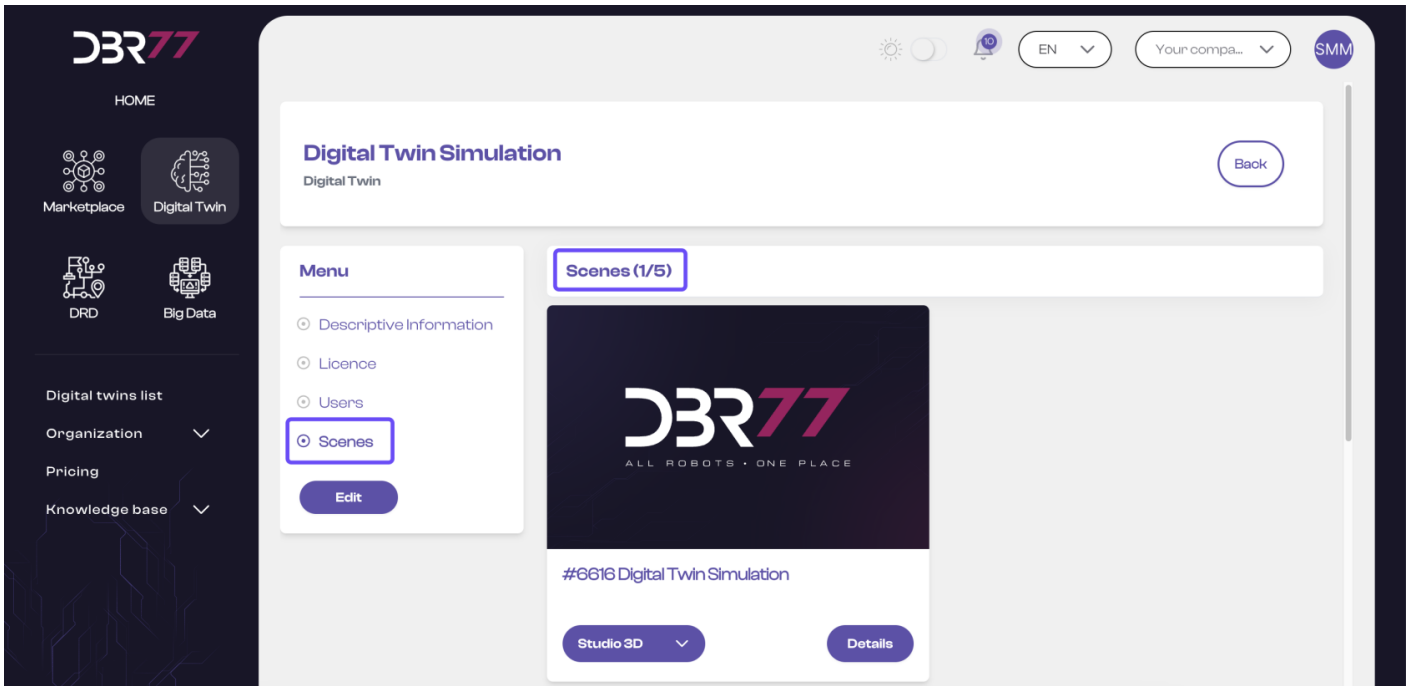 DBR77
HOME
Marketplace
Digital Twin
DRD
Big Data
Digital twins list
Organization
Pricing
Knowledge base
10
EN
Your compa...
SMM
Digital Twin Simulation
Digital Twin
Back
Menu
Descriptive Information
Licence
Users
Scenes
Edit
Scenes (1/5)
DBR77
ALL ROBOTS • ONE PLACE
#6616 Digital Twin Simulation
Studio 3D
Details